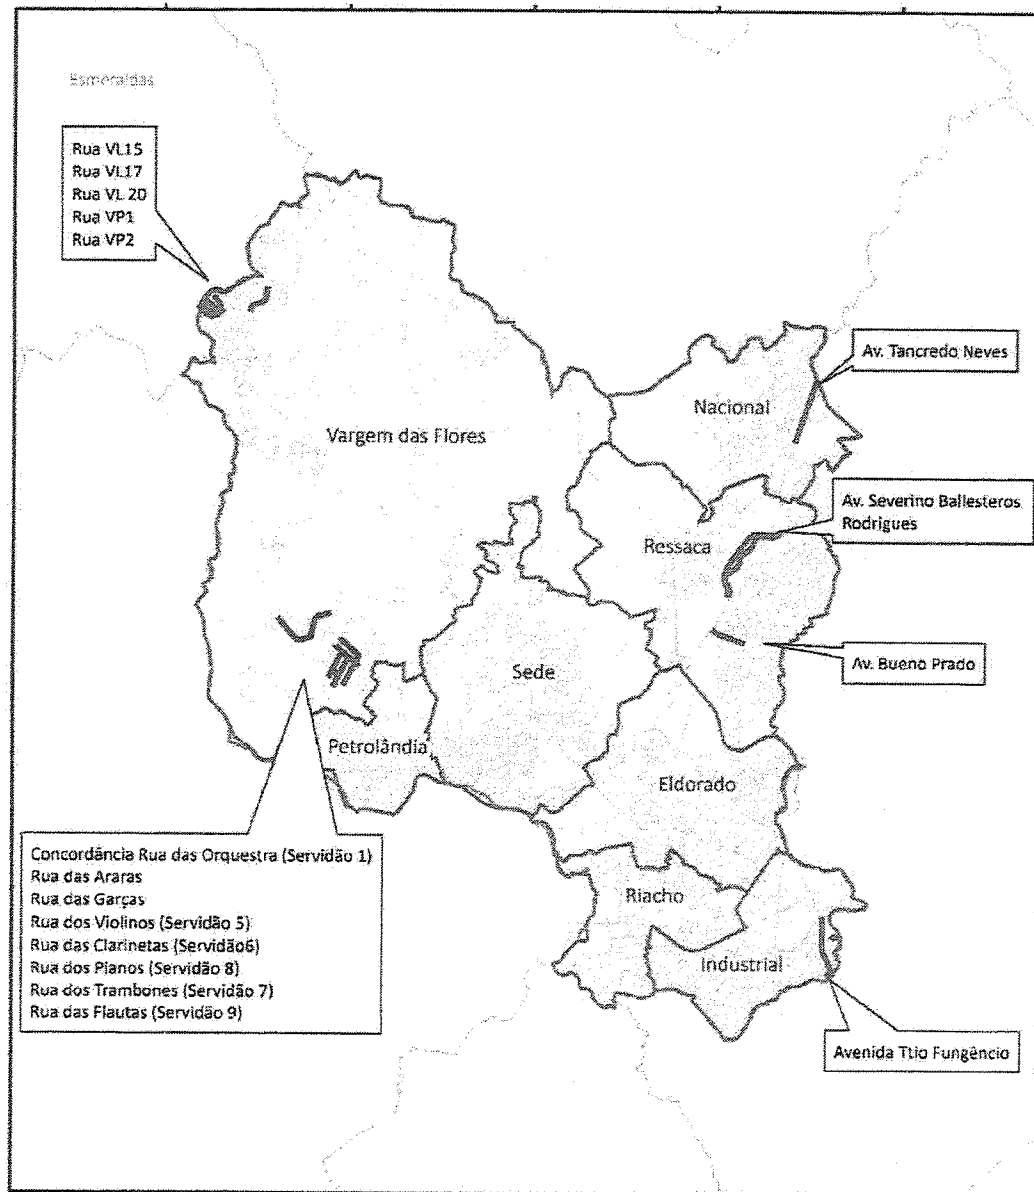 Esmeraldas
Rua VL15
Rua VL17
Rua VL 20
Rua VP1
Rua VP2
Av. Tancredo Neves
Nacional
Vargem das Flores
Av. Severino Ballesteros
Rodrigues
Ressaca
Av. Bueno Prado
Sede
Petrolândia
Eldorado
Concordância Rua das Orquestra (Servidão 1)
Rua das Araras
Rua das Garças
Rua dos Violinos (Servidão 5)
Rua das Clarinetas (Servidão6)
Rua dos Pianos (Servidão 8)
Rua dos Trambones (Servidão 7)
Rua das Flautas (Servidão 9)
Riacho
Industrial
Avenida Ttio Fungêncio